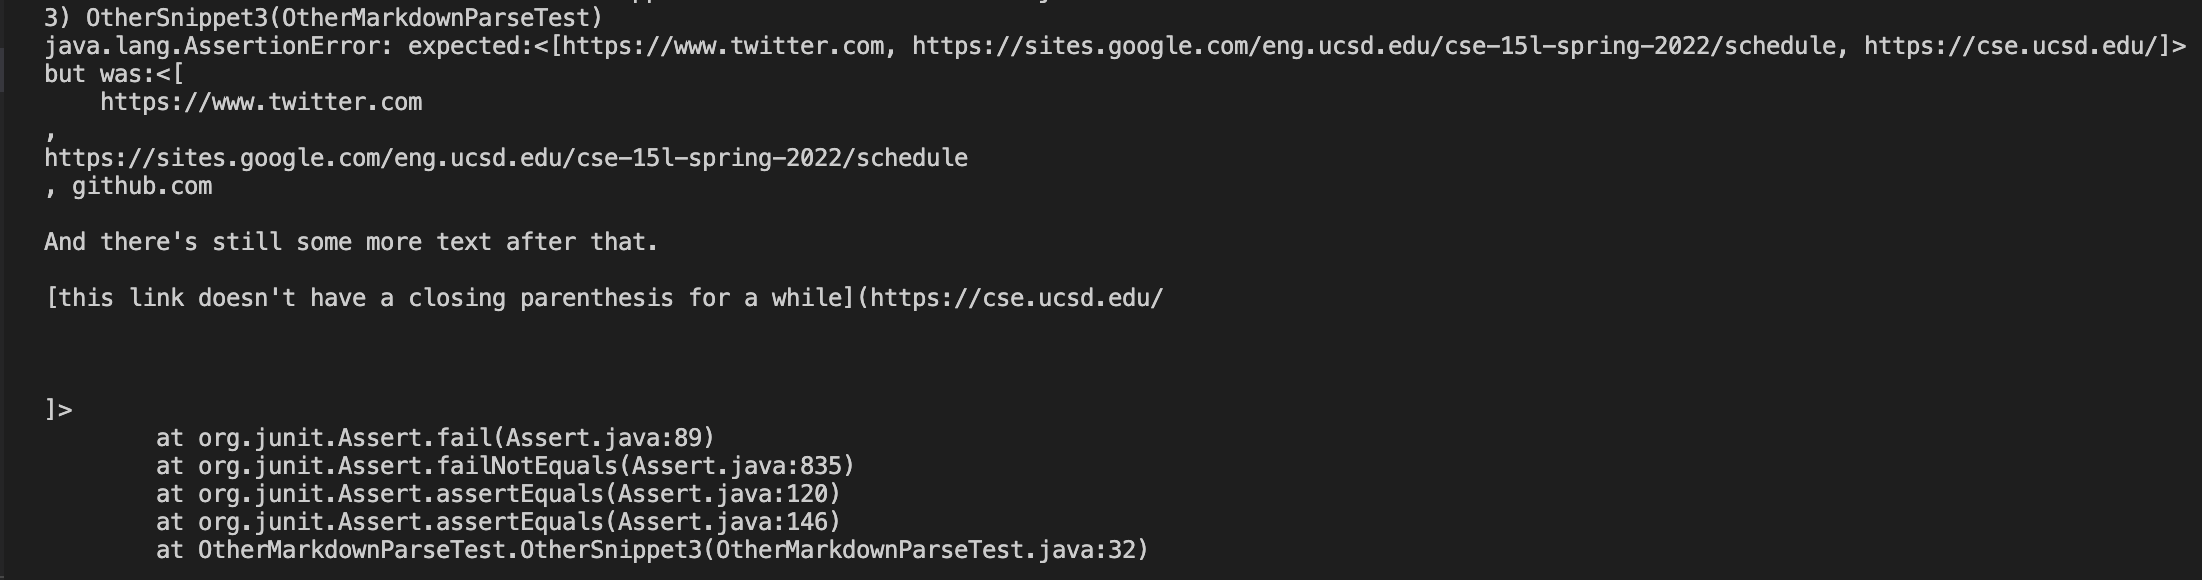 3) OtherSnippet3(OtherMarkdownParseTest)
java.lang.AssertionError: expected:<[https://www.twitter.com, https://sites.google.com/eng.ucsd.edu/cse-15l-spring-2022/schedule, https://cse.ucsd.edu/]>
but was:<[
    https://www.twitter.com
,
https://sites.google.com/eng.ucsd.edu/cse-15l-spring-2022/schedule
, github.com

And there's still some more text after that.

[this link doesn't have a closing parenthesis for a while](https://cse.ucsd.edu/



]>
        at org.junit.Assert.fail(Assert.java:89)
        at org.junit.Assert.failNotEquals(Assert.java:835)
        at org.junit.Assert.assertEquals(Assert.java:120)
        at org.junit.Assert.assertEquals(Assert.java:146)
        at OtherMarkdownParseTest.OtherSnippet3(OtherMarkdownParseTest.java:32)